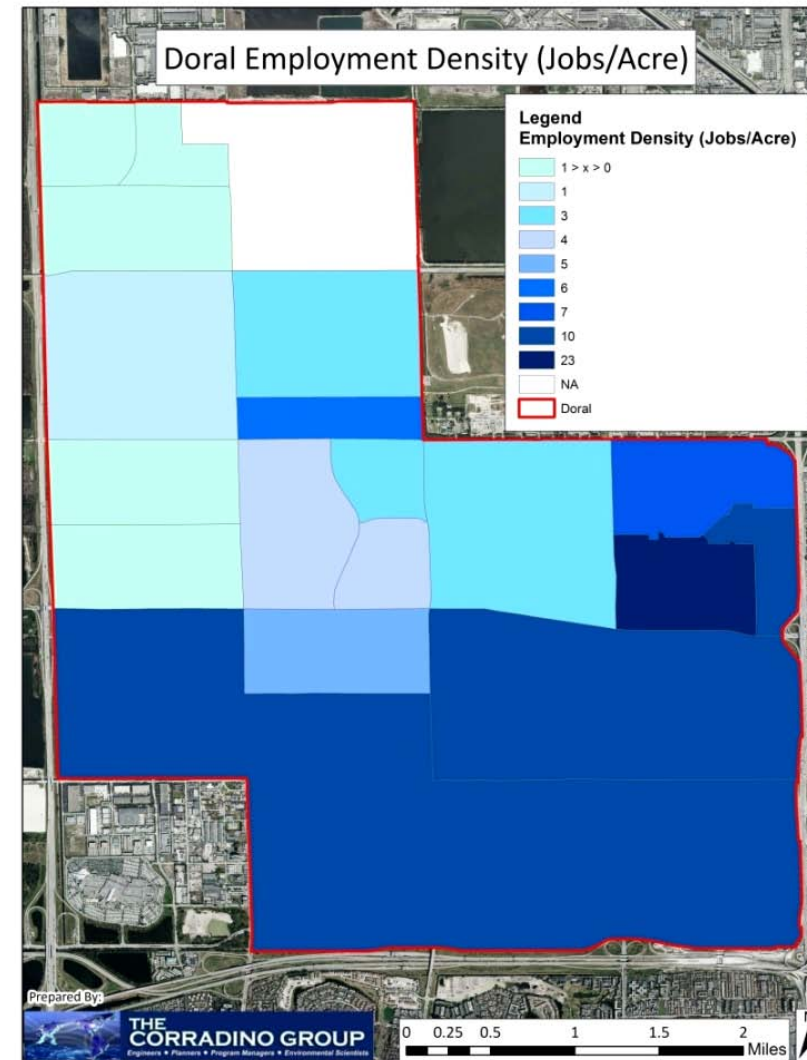 Doral Employment Density (Jobs/Acre)
Legend
Employment Density (Jobs/Acre)
1 > x > 0
1
3
4
5
6
7
10
23
NA
Doral
Prepared By:
THE
CORRADINO GROUP
Engineers • Planners • Program Managers • Environmental Scientists
0 0.25 0.5 1 1.5 2
Miles